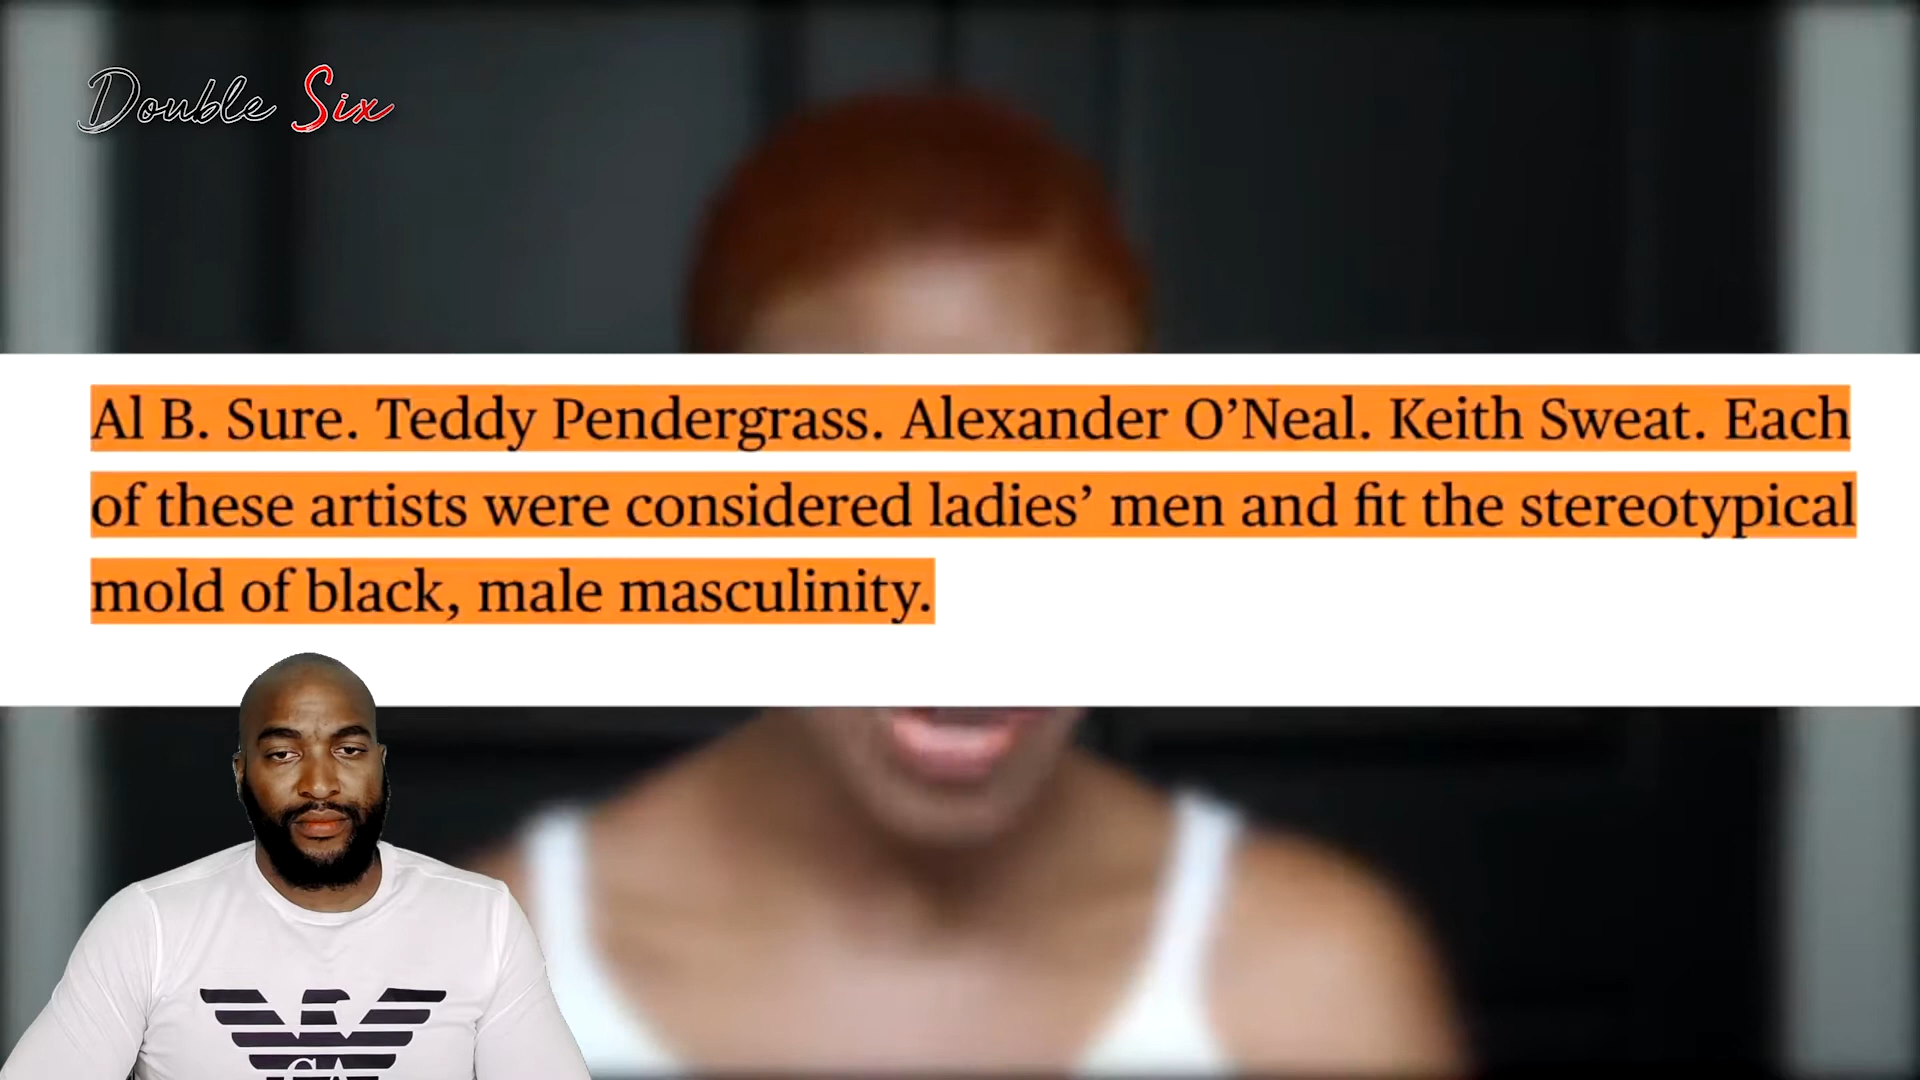 Double Six
Al B. Sure. Teddy Pendergrass. Alexander O’Neal. Keith Sweat. Each
of these artists were considered ladies’ men and fit the stereotypical
mold of black, male masculinity.
GA